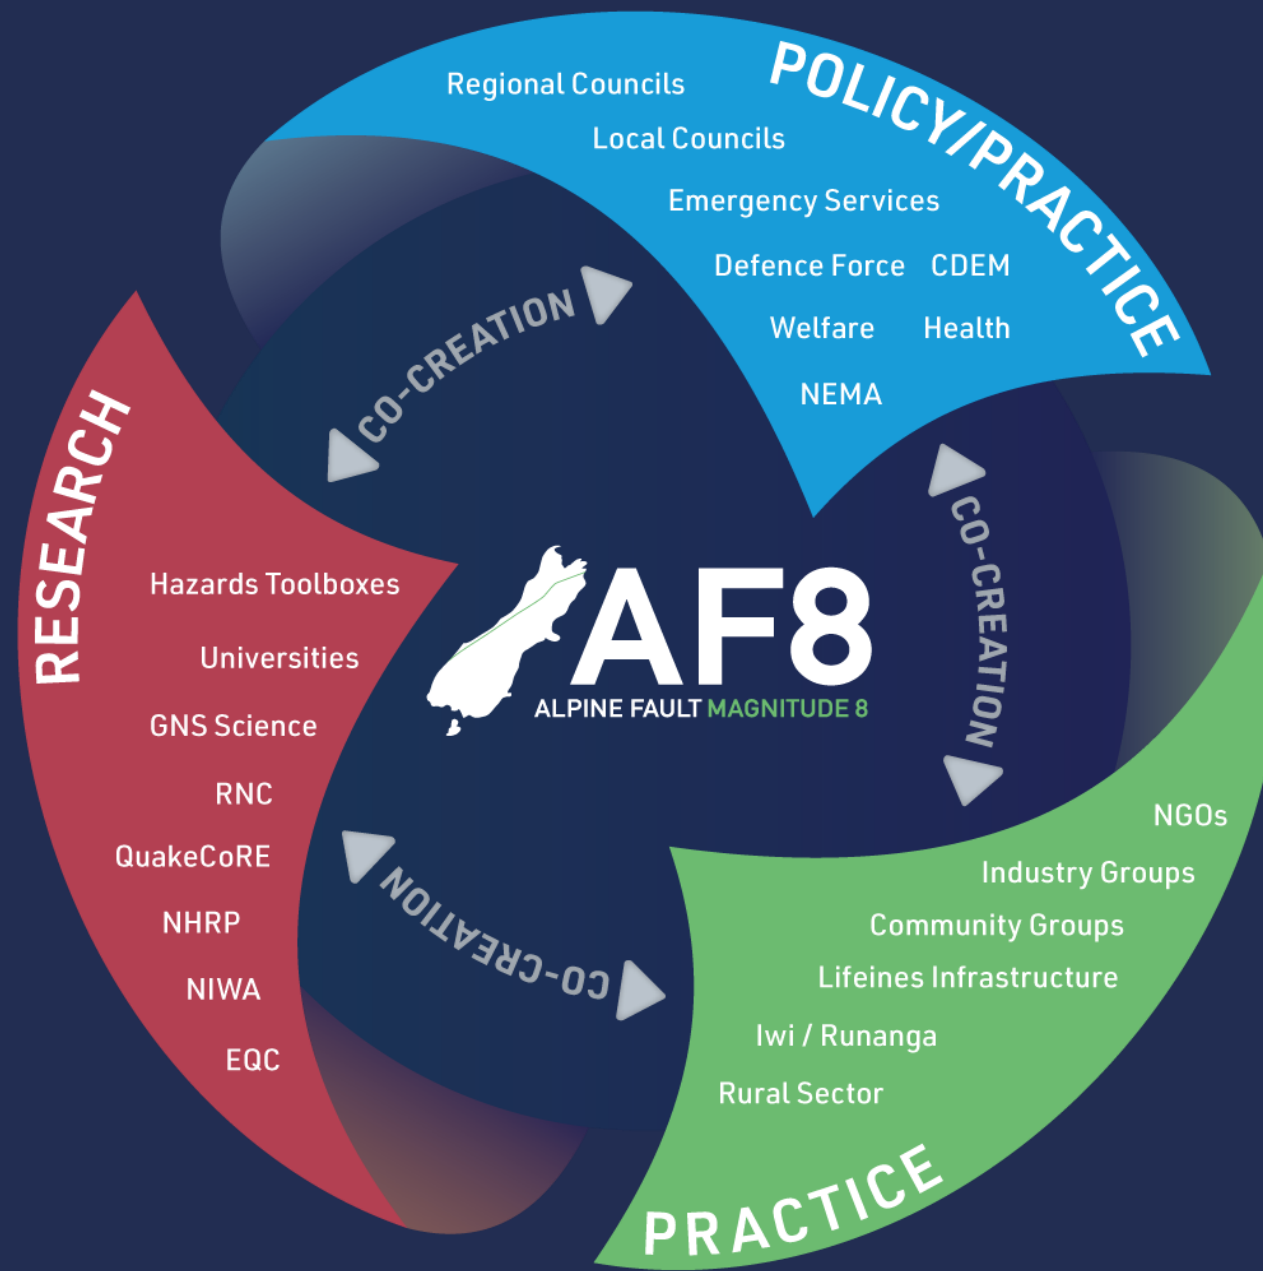 POLICY/PRACTICE
Regional Councils
Local Councils
Emergency Services
Defence Force CDEM
Welfare Health
NEMA
CO-CREATION
CO-CREATION
RESEARCH
Hazards Toolboxes
Universities
GNS Science
RNC
QuakeCoRE
NHRP
NIWA
EQC
AF8
ALPINE FAULT MAGNITUDE 8
CO-CREATION
NGOs
Industry Groups
Community Groups
Lifeines Infrastructure
Iwi / Runanga
Rural Sector
PRACTICE